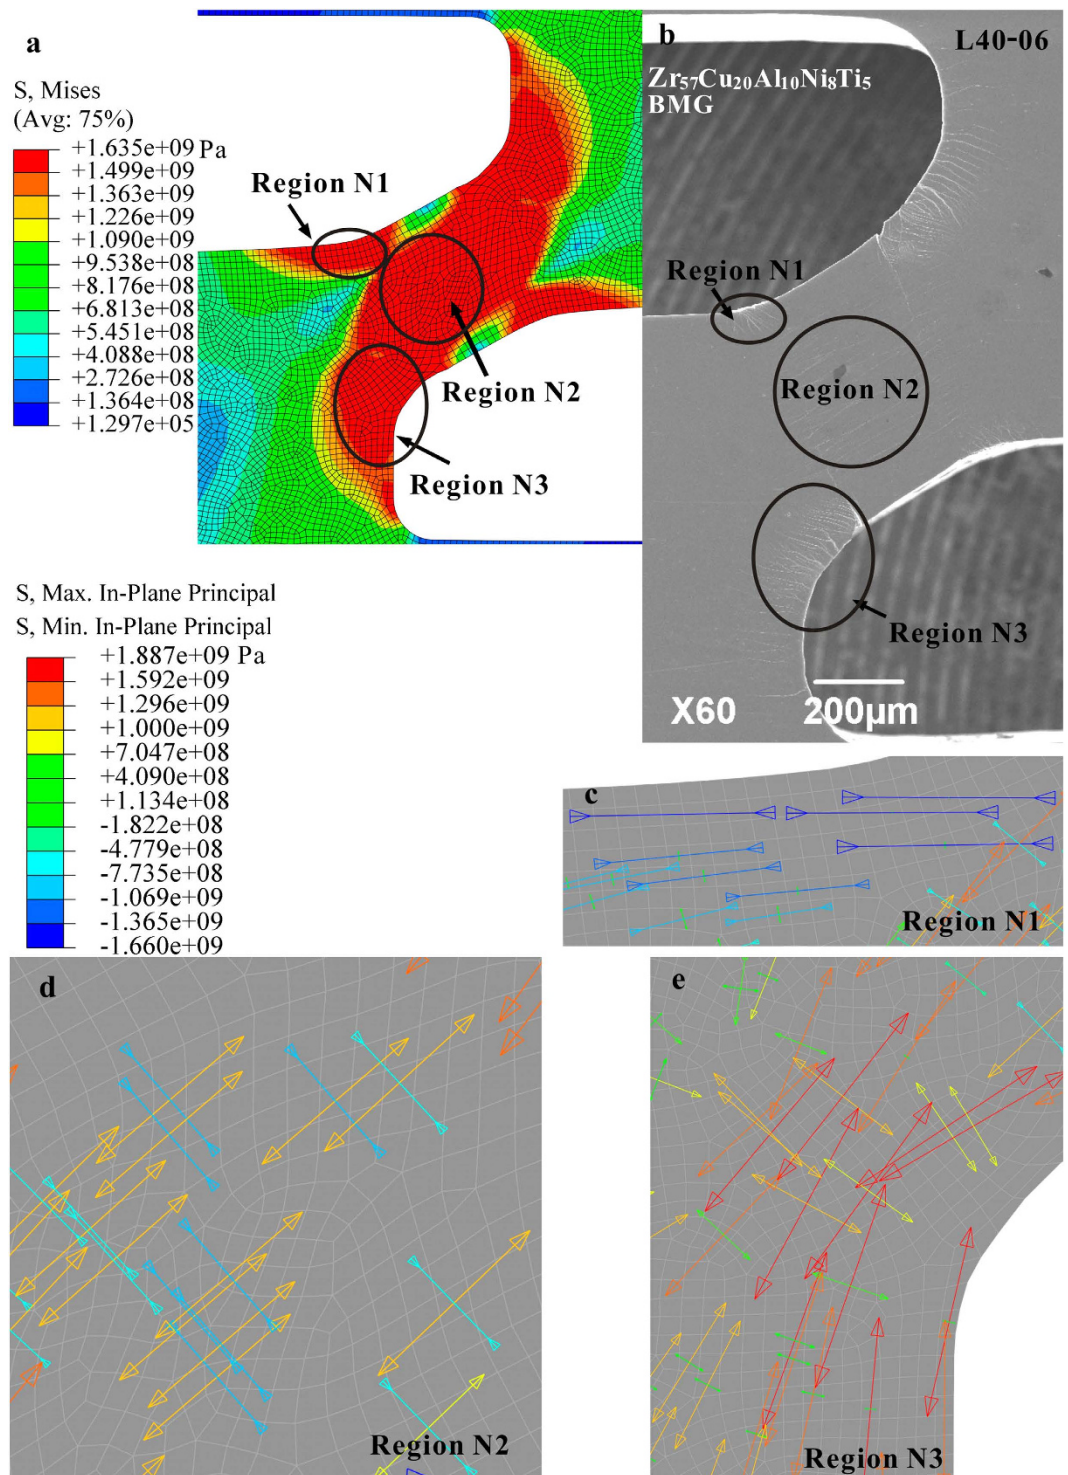 a
S, Mises
(Avg: 75%)
+1.635e+09 Pa
+1.499e+09
+1.363e+09
+1.226e+09
+1.090e+09
+9.538e+08
+8.176e+08
+6.813e+08
+5.451e+08
+4.088e+08
+2.726e+08
+1.364e+08
+1.297e+05
Region N1
Region N2
Region N3
b
L40-06
Zr₅₇Cu₂₀Al₁₀Ni₈Ti₅
BMG
Region N1
Region N2
Region N3
X60 200μm
S, Max. In-Plane Principal
S, Min. In-Plane Principal
+1.887e+09 Pa
+1.592e+09
+1.296e+09
+1.000e+09
+7.047e+08
+4.090e+08
+1.134e+08
-1.822e+08
-4.779e+08
-7.735e+08
-1.069e+09
-1.365e+09
-1.660e+09
c
Region N1
d
Region N2
e
Region N3